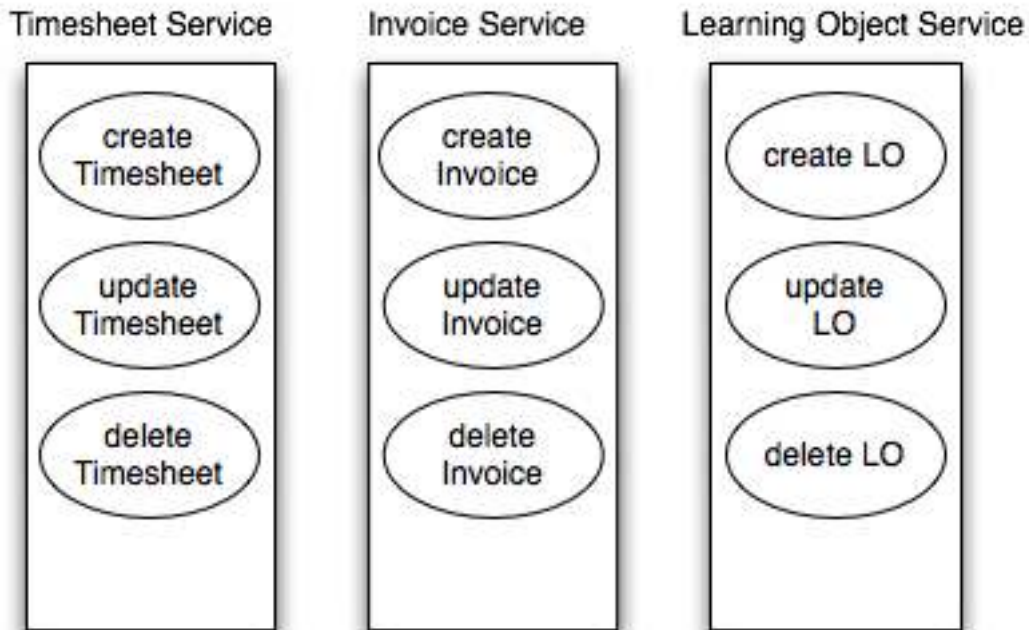 Timesheet Service
Invoice Service
Learning Object Service
create
Timesheet
create
Invoice
create LO
update
Timesheet
update
Invoice
update
LO
delete
Timesheet
delete
Invoice
delete LO